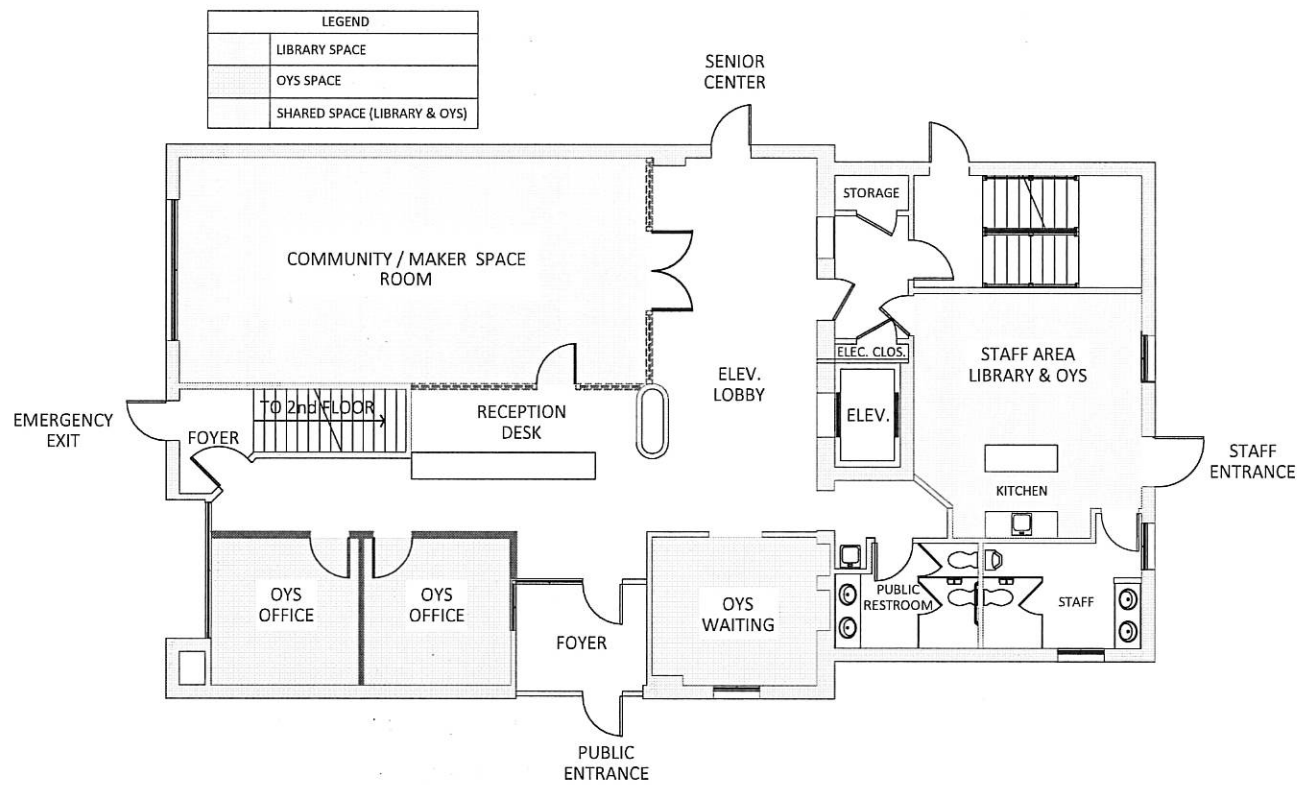 LEGEND
LIBRARY SPACE
OYS SPACE
SHARED SPACE (LIBRARY & OYS)
SENIOR
CENTER
STORAGE
COMMUNITY / MAKER SPACE
ROOM
ELEC. CLOS.
STAFF AREA
LIBRARY & OYS
ELEV.
LOBBY
TO 2nd FLOOR
RECEPTION
DESK
ELEV.
EMERGENCY
EXIT
FOYER
STAFF
ENTRANCE
KITCHEN
OYS
OFFICE
OYS
OFFICE
FOYER
OYS
WAITING
PUBLIC
RESTROOM
STAFF
PUBLIC
ENTRANCE